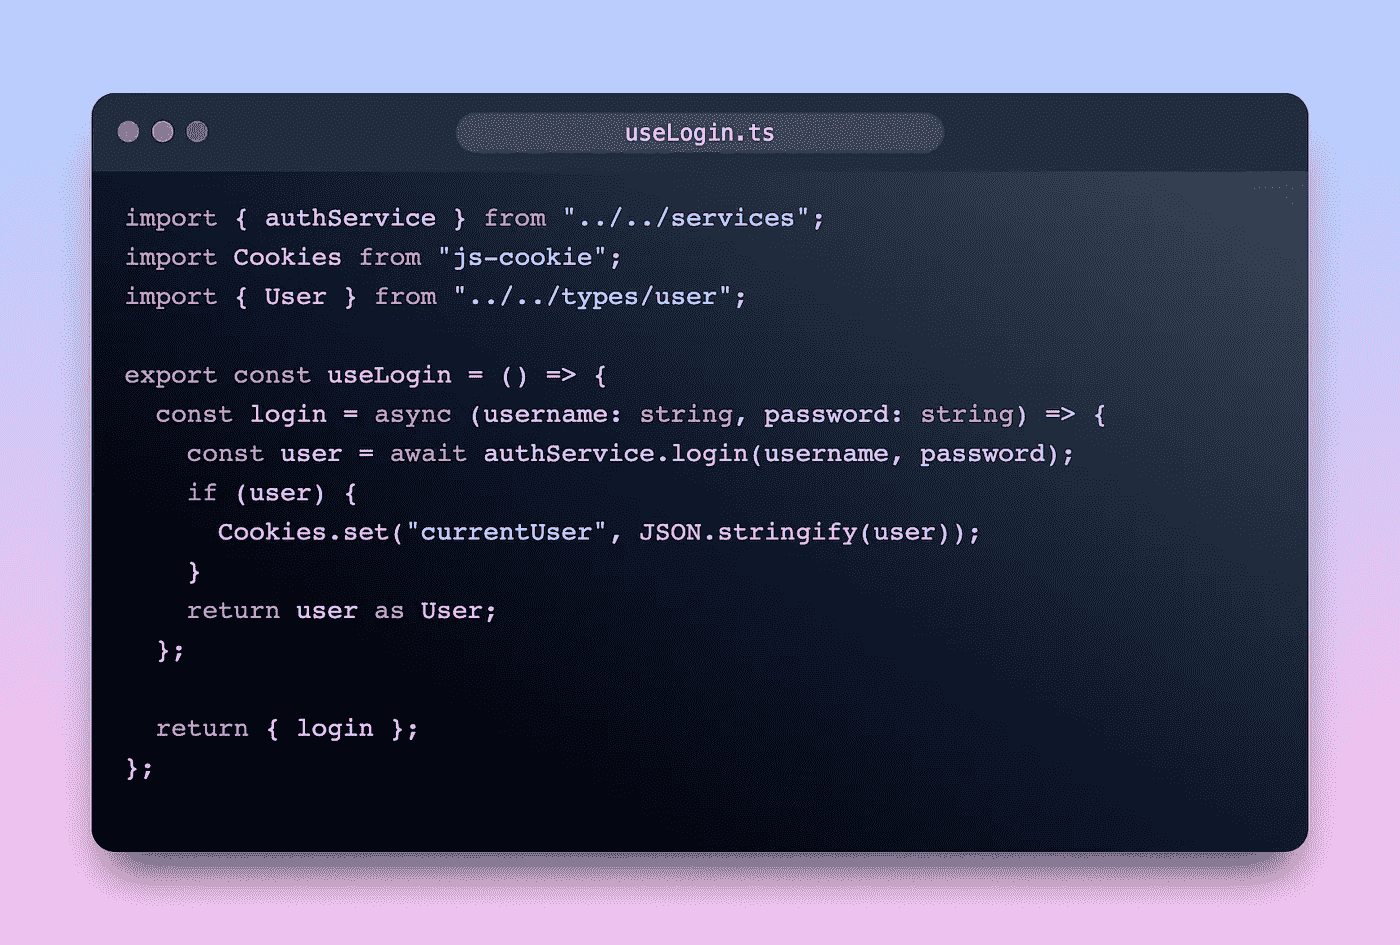 useLogin.ts
import { authService } from "../../services";
import Cookies from "js-cookie";
import { User } from "../../types/user";
export const useLogin = () => {
  const login = async (username: string, password: string) => {
    const user = await authService.login(username, password);
    if (user) {
      Cookies.set("currentUser", JSON.stringify(user));
    }
    return user as User;
  };
  return { login };
};